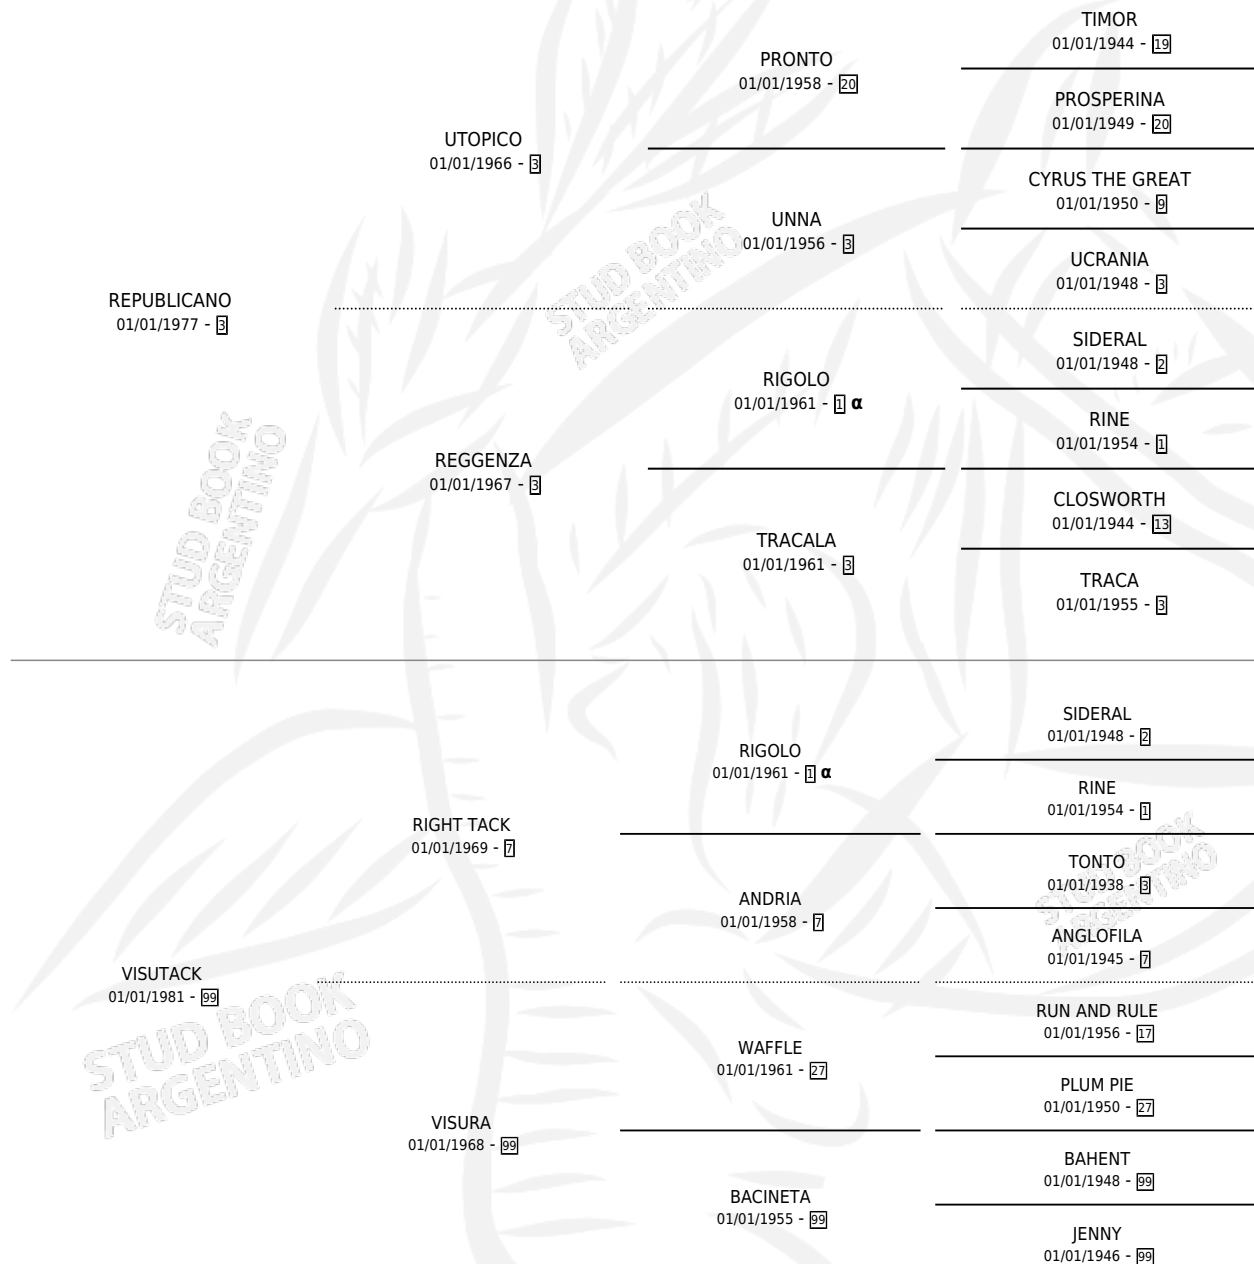 TIMOR
01/01/1944 - 19
PRONTO
01/01/1958 - 20
PROSPERINA
01/01/1949 - 20
UTOPICO
01/01/1966 - 3
CYRUS THE GREAT
01/01/1950 - 9
UNNA
01/01/1956 - 3
UCRANIA
01/01/1948 - 3
REPUBLICANO
01/01/1977 - 3
SIDERAL
01/01/1948 - 2
RIGOLO
01/01/1961 - 1 α
RINE
01/01/1954 - 1
REGGENZA
01/01/1967 - 3
CLOSWORTH
01/01/1944 - 13
TRACALA
01/01/1961 - 3
TRACA
01/01/1955 - 3
SIDERAL
01/01/1948 - 2
RIGOLO
01/01/1961 - 1 α
RINE
01/01/1954 - 1
RIGHT TACK
01/01/1969 - 7
TONTO
01/01/1938 - 3
ANDRIA
01/01/1958 - 7
ANGLOFILA
01/01/1945 - 7
VISUTACK
01/01/1981 - 99
RUN AND RULE
01/01/1956 - 17
WAFFLE
01/01/1961 - 27
PLUM PIE
01/01/1950 - 27
VISURA
01/01/1968 - 99
BAHENT
01/01/1948 - 99
BACINETA
01/01/1955 - 99
JENNY
01/01/1946 - 99
STUD BOOK
ARGENTINO
STUD BOOK
ARGENTINO
STUD BOOK
ARGENTINO
STUD BOOK
ARGENTINO